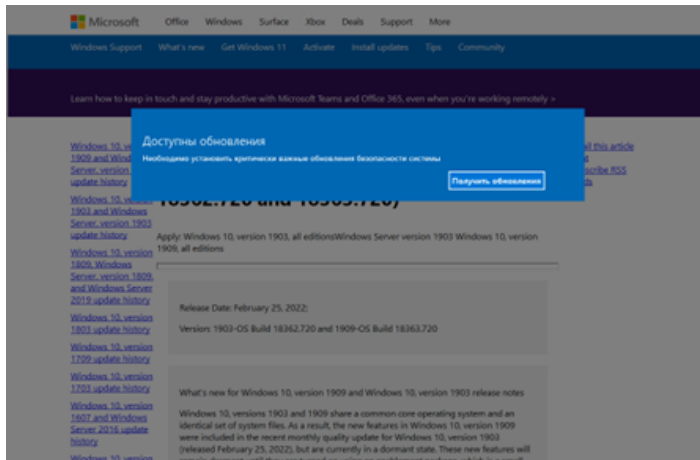 Microsoft Office Windows Surface Xbox Deals Support More
Windows Support What's new Get Windows 11 Activate Install updates Tips Community
Learn how to keep in touch and stay productive with Microsoft Teams and Office 365, even when you're working remotely >
Доступны обновления
Необходимо установить критически важные обновления безопасности системы
Получить обновления
Windows 10, ve
1909 and Wind
Server, version
update history
Windows 10, version
1903 and Windows
Server, version 1903
update history
Windows 10, version
1809, Windows
Server, version 1809,
and Windows Server
2019 update history
Windows 10, version
1803 update history
Windows 10, version
1709 update history
Windows 10, version
1703 update history
Windows 10, version
1607 and Windows
Server 2016 update
history
Windows 10, version
all this article
scribe RSS
18362.720 and 18363.720)
Apply: Windows 10, version 1903, all editionsWindows Server version 1903 Windows 10, version
1909, all editions
Release Date: February 25, 2022;
Version: 1903-OS Build 18362.720 and 1909-OS Build 18363.720
What's new for Windows 10, version 1909 and Windows 10, version 1903 release notes
Windows 10, versions 1903 and 1909 share a common core operating system and an
identical set of system files. As a result, the new features in Windows 10, version 1909
were included in the recent monthly quality update for Windows 10, version 1903
(released February 25, 2022), but are currently in a dormant state. These new features will